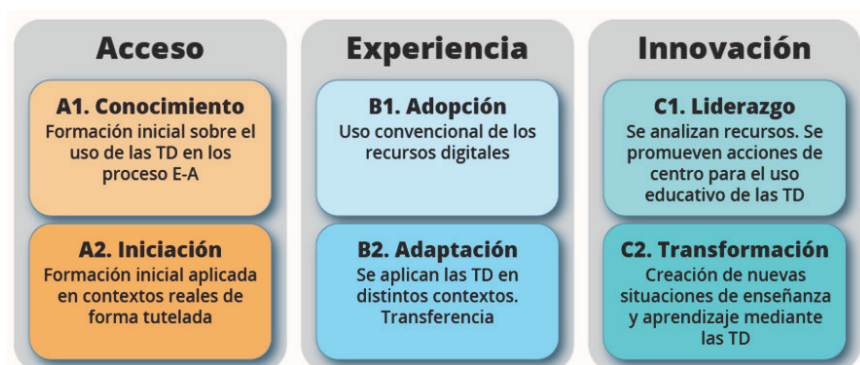 Acceso
A1. Conocimiento
Formación inicial sobre el
uso de las TD en los
proceso E-A
A2. Iniciación
Formación inicial aplicada
en contextos reales de
forma tutelada
Experiencia
B1. Adopción
Uso convencional de los
recursos digitales
B2. Adaptación
Se aplican las TD en
distintos contextos.
Transferencia
Innovación
C1. Liderazgo
Se analizan recursos. Se
promueven acciones de
centro para el uso
educativo de las TD
C2. Transformación
Creación de nuevas
situaciones de enseñanza
y aprendizaje mediante
las TD